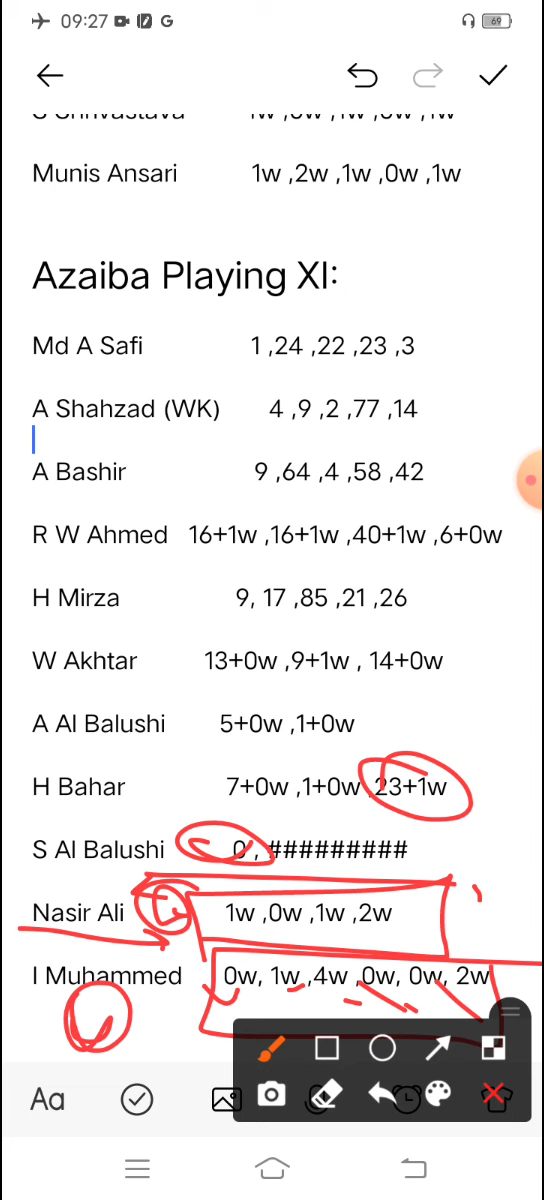 09:27 G 69
Munis Ansari 1w ,2w ,1w ,0w ,1w
Azaiba Playing XI:
Md A Safi 1 ,24 ,22 ,23 ,3
A Shahzad (WK) 4 ,9 ,2 ,77 ,14
A Bashir 9 ,64 ,4 ,58 ,42
R W Ahmed 16+1w ,16+1w ,40+1w ,6+0w
H Mirza 9, 17 ,85 ,21 ,26
W Akhtar 13+0w ,9+1w , 14+0w
A Al Balushi 5+0w ,1+0w
H Bahar 7+0w ,1+0w ,23+1w
S Al Balushi 0 , #########
Nasir Ali 1w ,0w ,1w ,2w
I Muhammed 0w, 1w ,4w ,0w, 0w, 2w
Aa